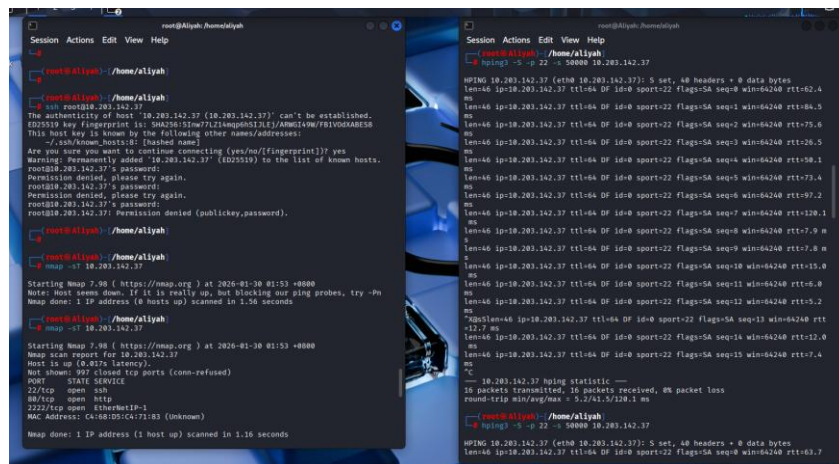 root@Aliyah: /home/aliyah
Session Actions Edit View Help
└─#
┌──(root㉿Aliyah)-[/home/aliyah]
└─#
┌──(root㉿Aliyah)-[/home/aliyah]
└─# ssh root@10.203.142.37
The authenticity of host '10.203.142.37 (10.203.142.37)' can't be established.
ED25519 key fingerprint is:
This host key is known by the following other names/addresses:
~/.ssh/known_hosts:8: [hashed name]
Are you sure you want to continue connecting (yes/no/[fingerprint])? yes
Warning: Permanently added '10.203.142.37' (ED25519) to the list of known hosts.
root@10.203.142.37's password:
Permission denied, please try again.
root@10.203.142.37's password:
Permission denied, please try again.
root@10.203.142.37's password:
root@10.203.142.37: Permission denied (publickey,password).
┌──(root㉿Aliyah)-[/home/aliyah]
└─#
┌──(root㉿Aliyah)-[/home/aliyah]
└─# nmap -sT 10.203.142.37
Starting Nmap 7.98 ( https://nmap.org ) at 2026-01-30 01:53 +0800
Note: Host seems down. If it is really up, but blocking our ping probes, try -Pn
Nmap done: 1 IP address (0 hosts up) scanned in 1.56 seconds
┌──(root㉿Aliyah)-[/home/aliyah]
└─# nmap -sT 10.203.142.37
Starting Nmap 7.98 ( https://nmap.org ) at 2026-01-30 01:53 +0800
Nmap scan report for 10.203.142.37
Host is up (0.017s latency).
Not shown: 997 closed tcp ports (conn-refused)
PORT STATE SERVICE
22/tcp open ssh
80/tcp open http
2222/tcp open EtherNetIP-1
MAC Address: C4:68:D5:C4:71:83 (Unknown)
Nmap done: 1 IP address (1 host up) scanned in 1.16 seconds
root@Aliyah: /home/aliyah
Session Actions Edit View Help
┌──(root㉿Aliyah)-[/home/aliyah]
└─# hping3 -S -p 22 -s 50000 10.203.142.37
HPING 10.203.142.37 (eth0 10.203.142.37): S set, 40 headers + 0 data bytes
len=46 ip=10.203.142.37 ttl=64 DF id=0 sport=22 flags=SA seq=0 win=64240 rtt=62.4
ms
len=46 ip=10.203.142.37 ttl=64 DF id=0 sport=22 flags=SA seq=1 win=64240 rtt=84.5
ms
len=46 ip=10.203.142.37 ttl=64 DF id=0 sport=22 flags=SA seq=2 win=64240 rtt=75.6
ms
len=46 ip=10.203.142.37 ttl=64 DF id=0 sport=22 flags=SA seq=3 win=64240 rtt=26.5
ms
len=46 ip=10.203.142.37 ttl=64 DF id=0 sport=22 flags=SA seq=4 win=64240 rtt=50.1
ms
len=46 ip=10.203.142.37 ttl=64 DF id=0 sport=22 flags=SA seq=5 win=64240 rtt=73.4
ms
len=46 ip=10.203.142.37 ttl=64 DF id=0 sport=22 flags=SA seq=6 win=64240 rtt=97.2
ms
len=46 ip=10.203.142.37 ttl=64 DF id=0 sport=22 flags=SA seq=7 win=64240 rtt=120.1
ms
len=46 ip=10.203.142.37 ttl=64 DF id=0 sport=22 flags=SA seq=8 win=64240 rtt=7.9 m
s
len=46 ip=10.203.142.37 ttl=64 DF id=0 sport=22 flags=SA seq=9 win=64240 rtt=7.8 m
s
len=46 ip=10.203.142.37 ttl=64 DF id=0 sport=22 flags=SA seq=10 win=64240 rtt=15.0
ms
len=46 ip=10.203.142.37 ttl=64 DF id=0 sport=22 flags=SA seq=11 win=64240 rtt=6.0
ms
len=46 ip=10.203.142.37 ttl=64 DF id=0 sport=22 flags=SA seq=12 win=64240 rtt=5.2
ms
^X@sSlen=46 ip=10.203.142.37 ttl=64 DF id=0 sport=22 flags=SA seq=13 win=64240 rtt
=12.7 ms
len=46 ip=10.203.142.37 ttl=64 DF id=0 sport=22 flags=SA seq=14 win=64240 rtt=12.0
ms
len=46 ip=10.203.142.37 ttl=64 DF id=0 sport=22 flags=SA seq=15 win=64240 rtt=7.4
ms
^C
--- 10.203.142.37 hping statistic ---
16 packets transmitted, 16 packets received, 0% packet loss
round-trip min/avg/max = 5.2/41.5/120.1 ms
┌──(root㉿Aliyah)-[/home/aliyah]
└─# hping3 -S -p 22 -s 50000 10.203.142.37
HPING 10.203.142.37 (eth0 10.203.142.37): S set, 40 headers + 0 data bytes
len=46 ip=10.203.142.37 ttl=64 DF id=0 sport=22 flags=SA seq=0 win=64240 rtt=63.7